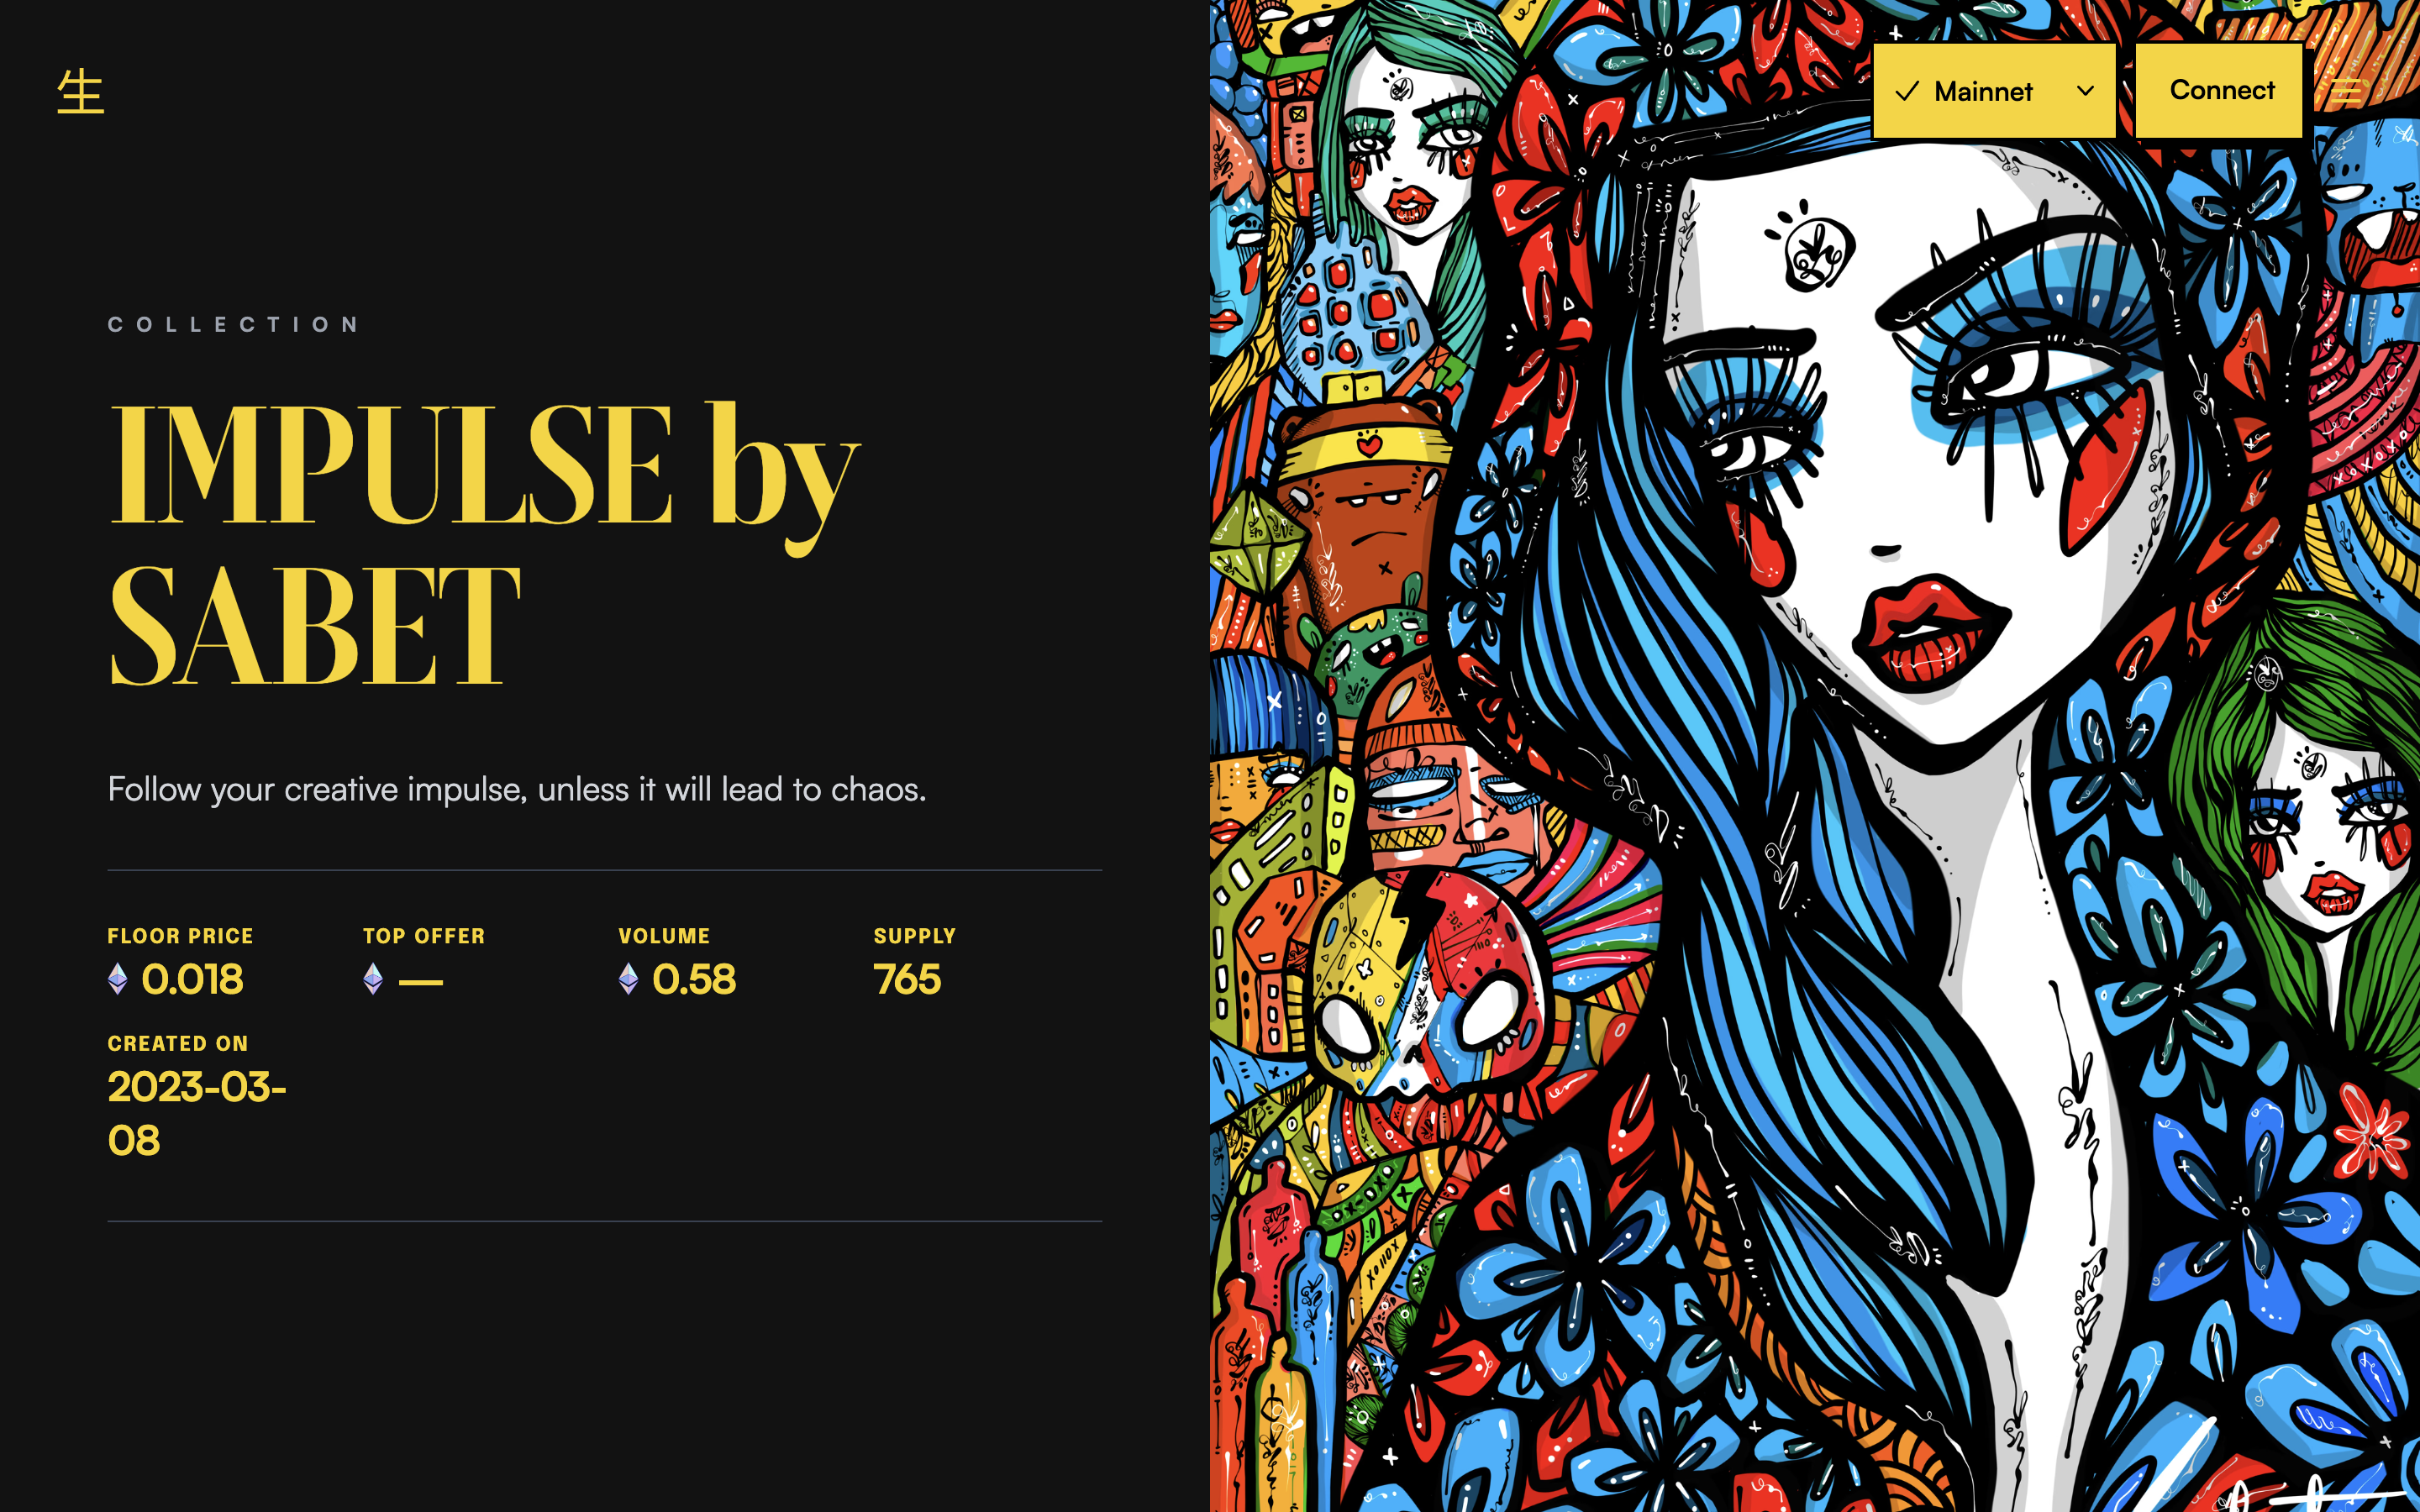 生
Mainnet
Connect
COLLECTION
IMPULSE by
SABET
Follow your creative impulse, unless it will lead to chaos.
FLOOR PRICE
0.018
TOP OFFER
—
VOLUME
0.58
SUPPLY
765
CREATED ON
2023-03-
08